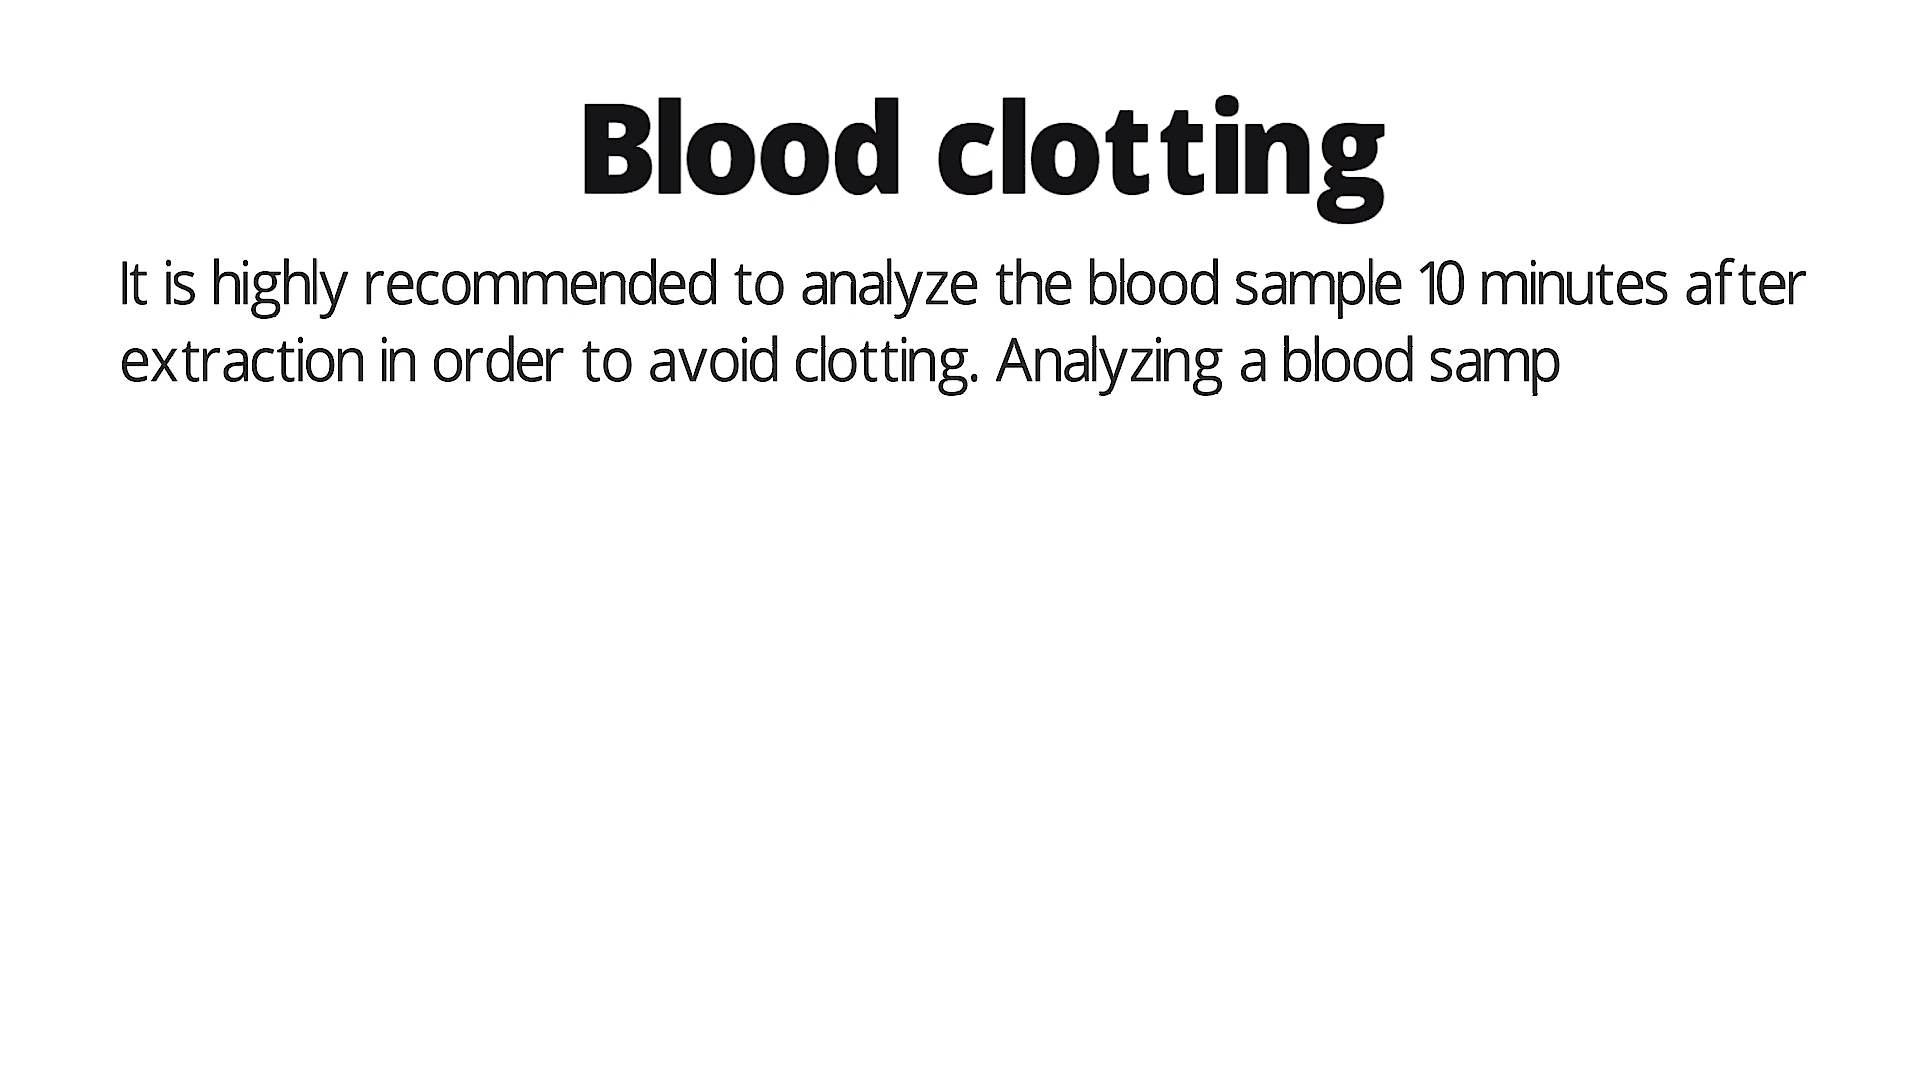 Blood clotting
It is highly recommended to analyze the blood sample 10 minutes after
extraction in order to avoid clotting. Analyzing a blood samp